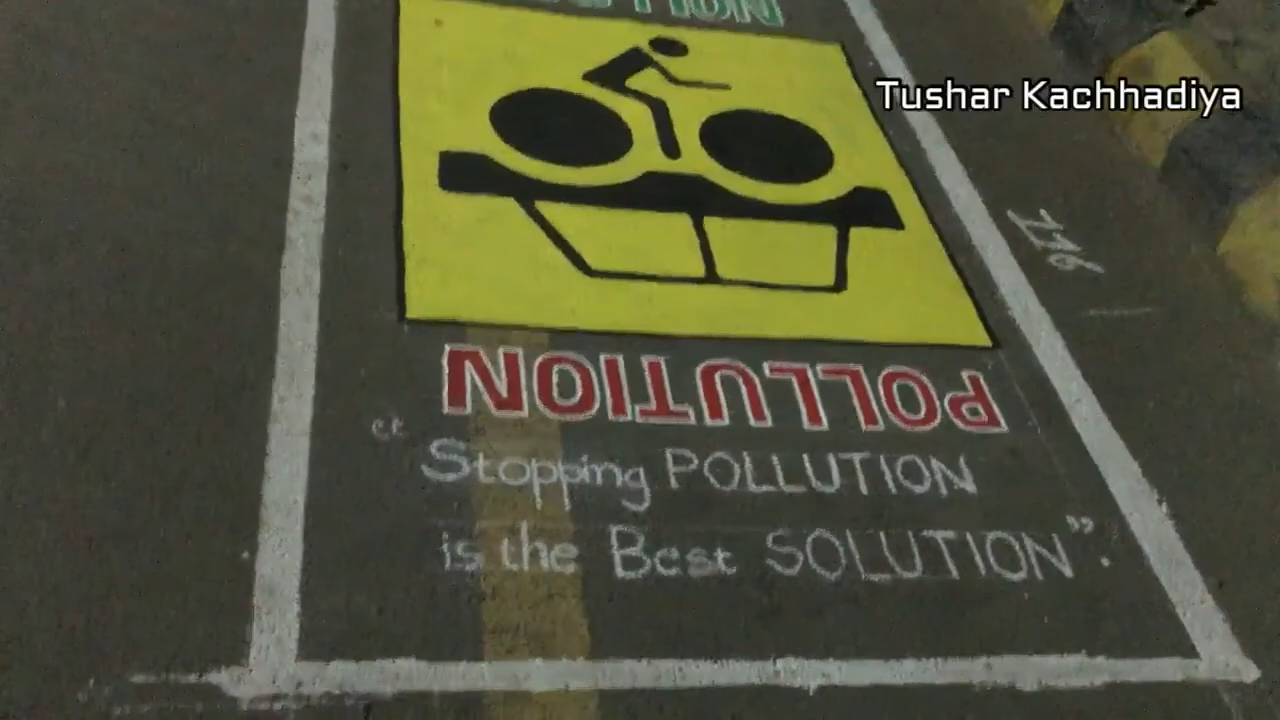 Tushar Kachhadiya
POLLUTION
"Stopping POLLUTION
is the Best SOLUTION".